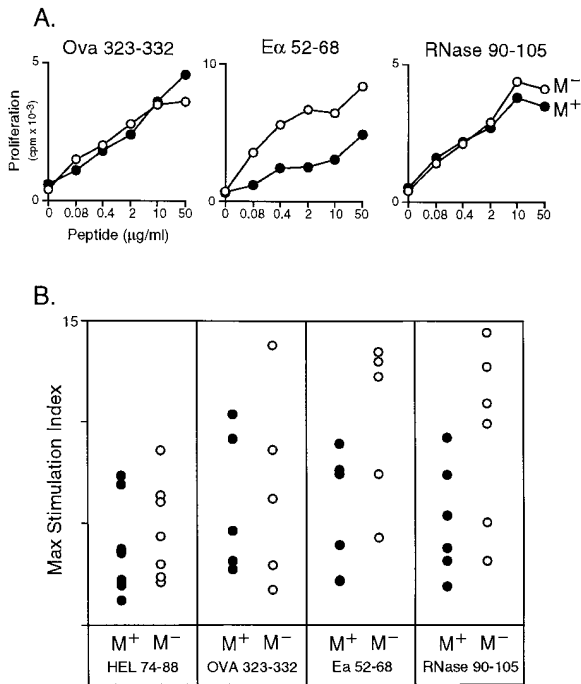 A.
Ova 323-332
Eα 52-68
RNase 90-105
5
10
5
M⁻
M⁺
Proliferation
(cpm x 10⁻³)
0
0
0
0 0.08 0.4 2 10 50
0 0.08 0.4 2 10 50
0 0.08 0.4 2 10 50
Peptide (μg/ml)
B.
15
Max Stimulation Index
M⁺ M⁻
M⁺ M⁻
M⁺ M⁻
M⁺ M⁻
HEL 74-88
OVA 323-332
Ea 52-68
RNase 90-105